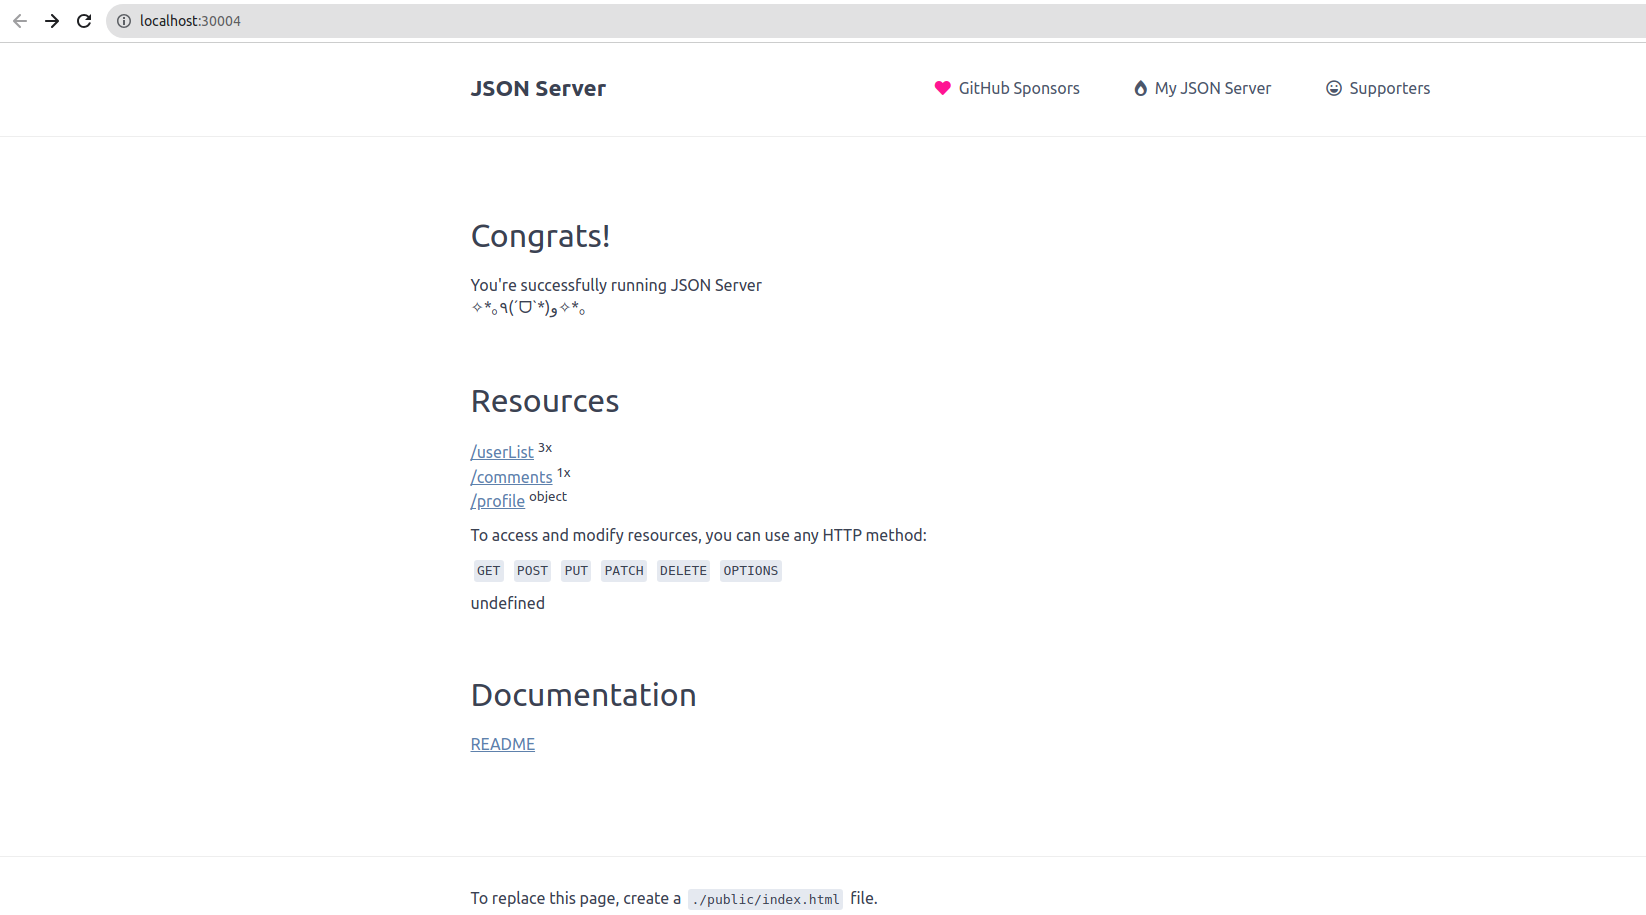 localhost:30004
JSON Server
GitHub Sponsors
My JSON Server
Supporters
Congrats!
You're successfully running JSON Server
✧*｡٩(ˊᗜˋ*)و✧*｡
Resources
/userList 3x
/comments 1x
/profile object
To access and modify resources, you can use any HTTP method:
GET POST PUT PATCH DELETE OPTIONS
undefined
Documentation
README
To replace this page, create a ./public/index.html file.